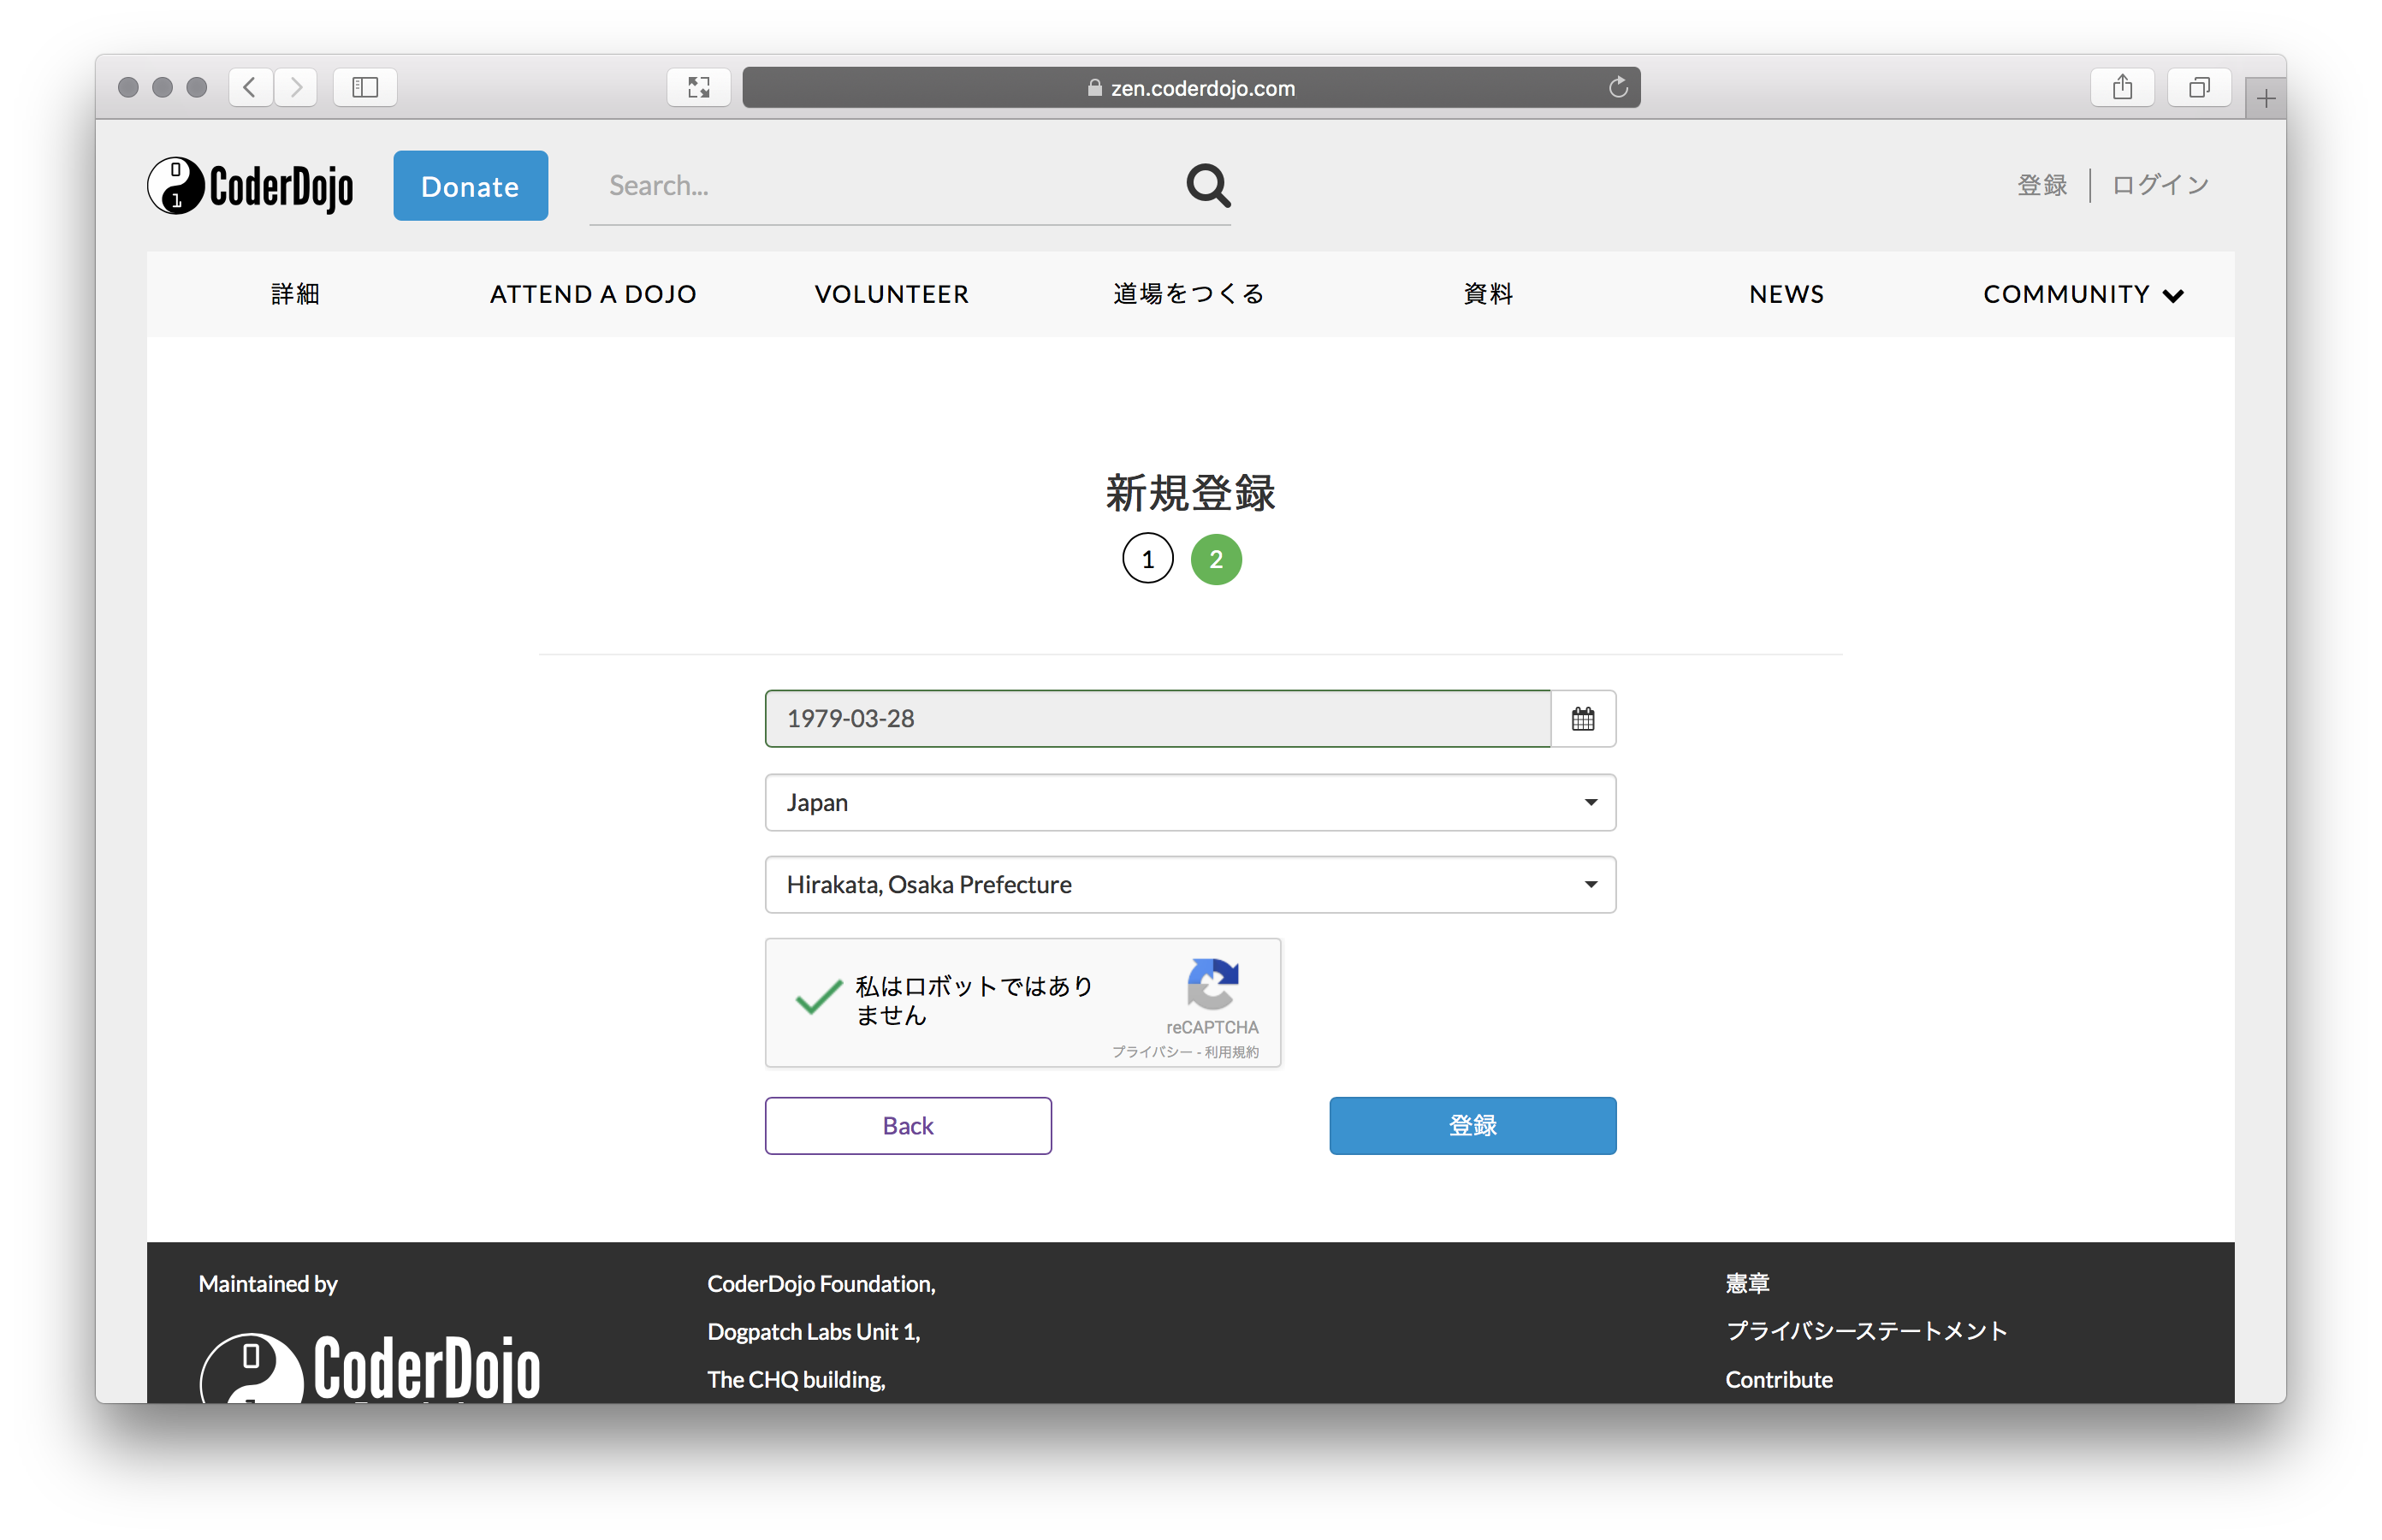 zen.coderdojo.com
CoderDojo
Donate
Search...
登録
ログイン
詳細
ATTEND A DOJO
VOLUNTEER
道場をつくる
資料
NEWS
COMMUNITY
新規登録
1
2
1979-03-28
Japan
Hirakata, Osaka Prefecture
私はロボットではあり
ません
reCAPTCHA
プライバシー - 利用規約
Back
登録
Maintained by
CoderDojo
CoderDojo Foundation,
Dogpatch Labs Unit 1,
The CHQ building,
憲章
プライバシーステートメント
Contribute